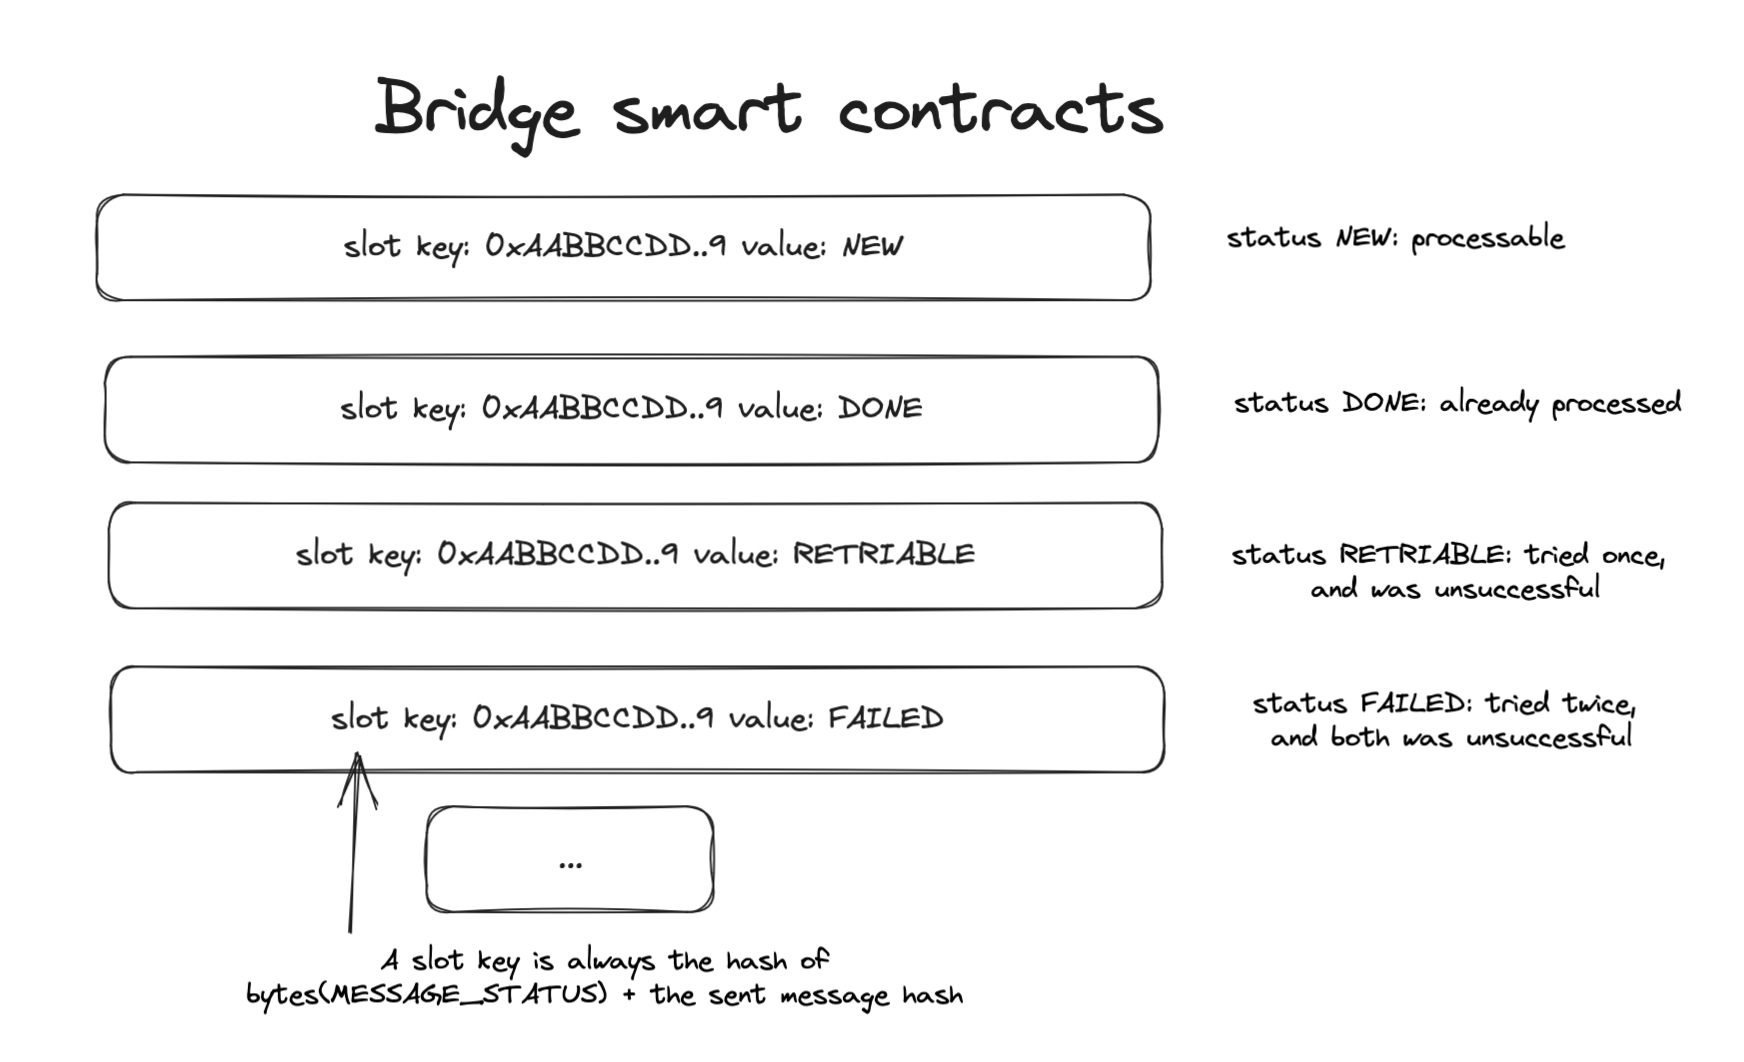 Bridge smart contracts
slot key: 0xAABBCCDD..9 value: NEW
status NEW: processable
slot key: 0xAABBCCDD..9 value: DONE
status DONE: already processed
slot key: 0xAABBCCDD..9 value: RETRIABLE
status RETRIABLE: tried once,
and was unsuccessful
slot key: 0xAABBCCDD..9 value: FAILED
status FAILED: tried twice,
and both was unsuccessful
...
A slot key is always the hash of
bytes(MESSAGE_STATUS) + the sent message hash